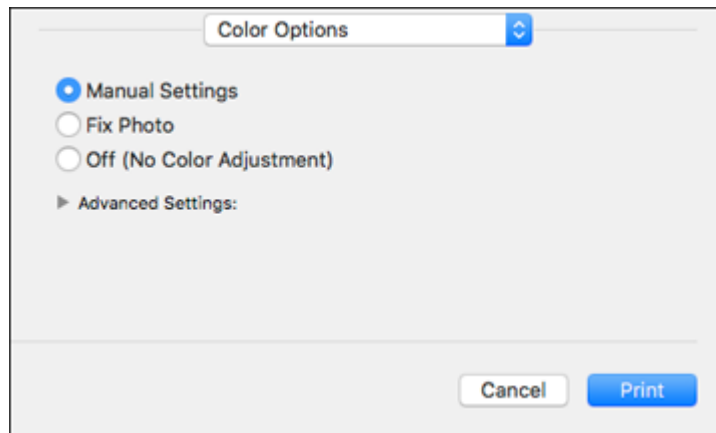 Color Options
Manual Settings
Fix Photo
Off (No Color Adjustment)
Advanced Settings:
Cancel Print